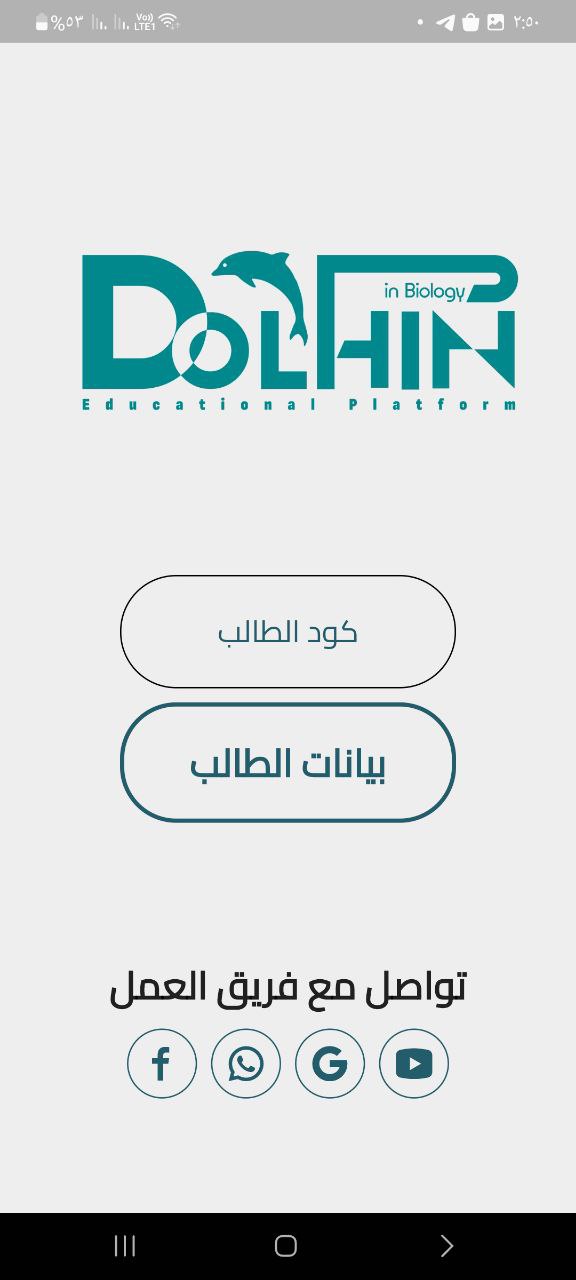 %٥٣ Vo)) LTE1 ٢:٥٠
DOLPHIN
in Biology
Educational Platform
كود الطالب
بيانات الطالب
تواصل مع فريق العمل